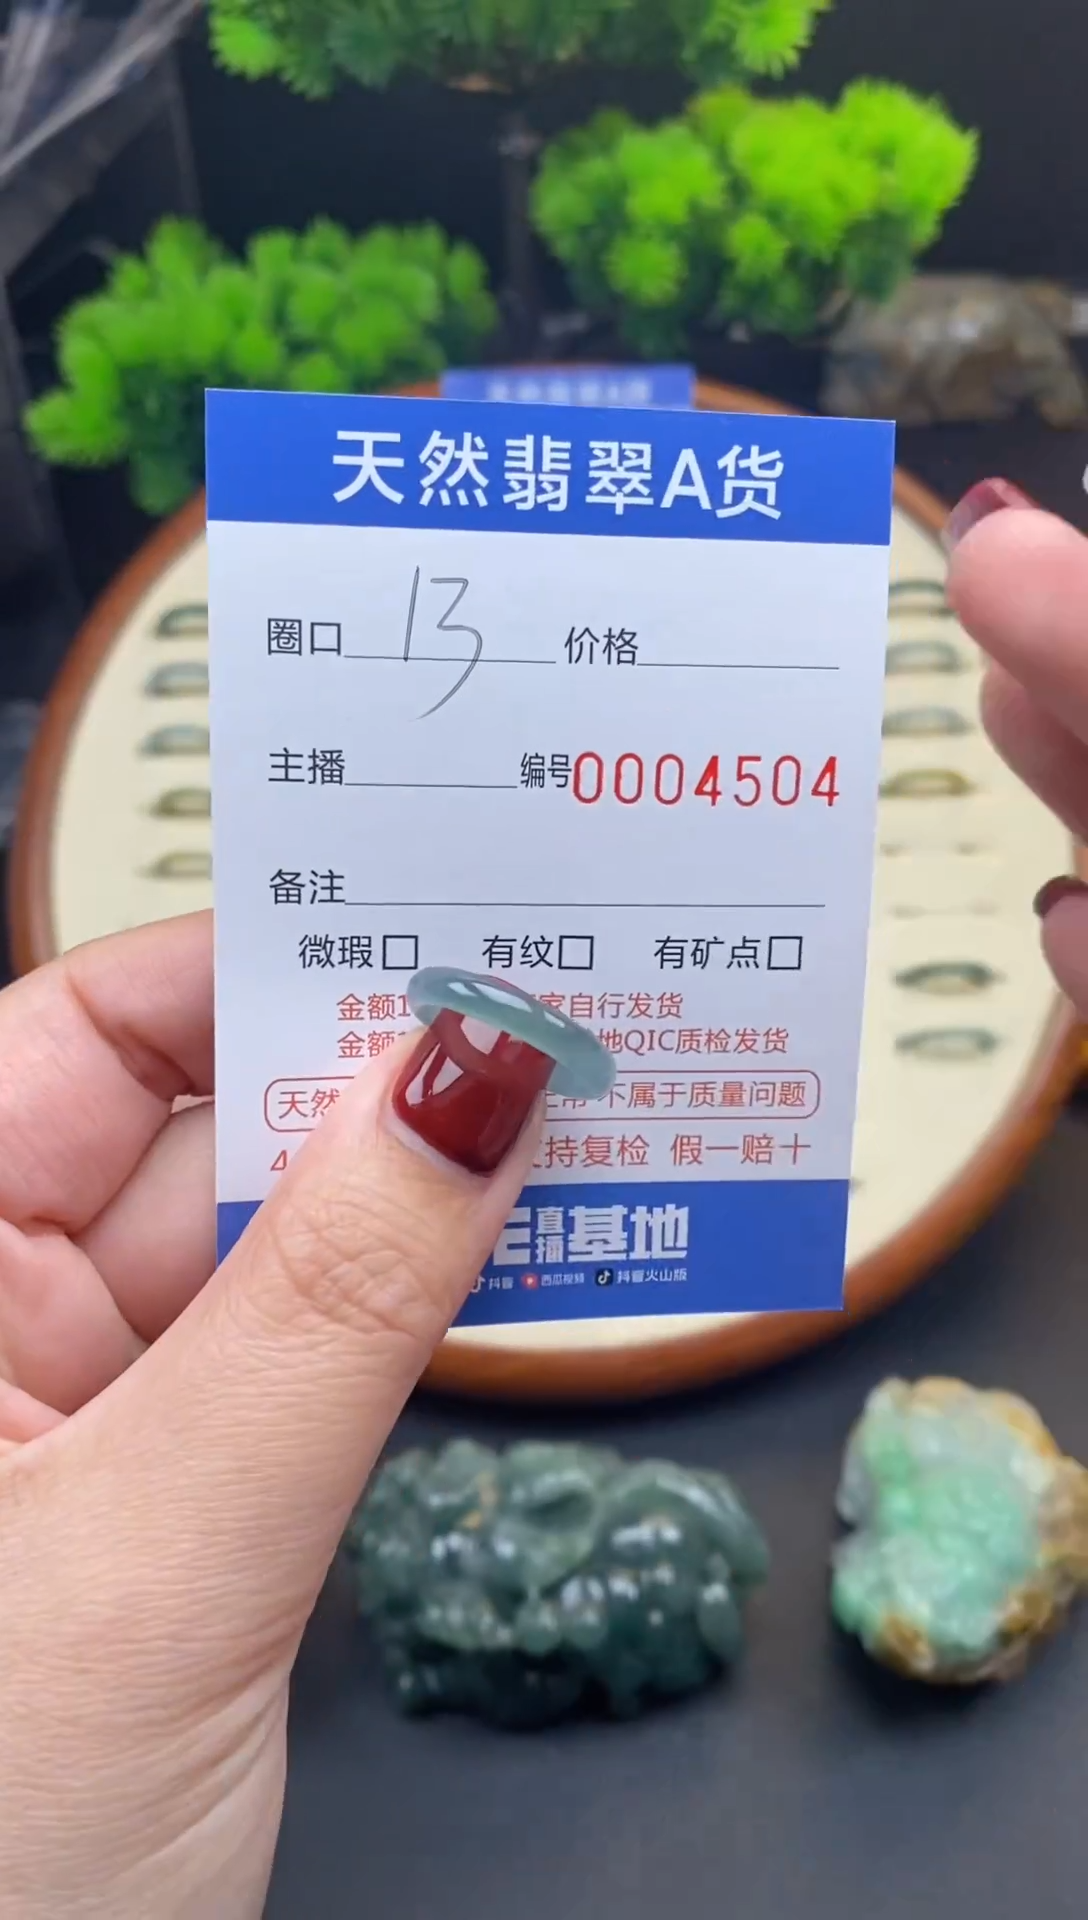 天然翡翠A货
圈口 13 价格
主播 编号0004504
备注
微瑕□ 有纹□ 有矿点□
金额1 家自行发货
金额 地QIC质检发货
天然 不属于质量问题
持复检 假一赔十
直播基地
抖音 西瓜视频 抖音火山版